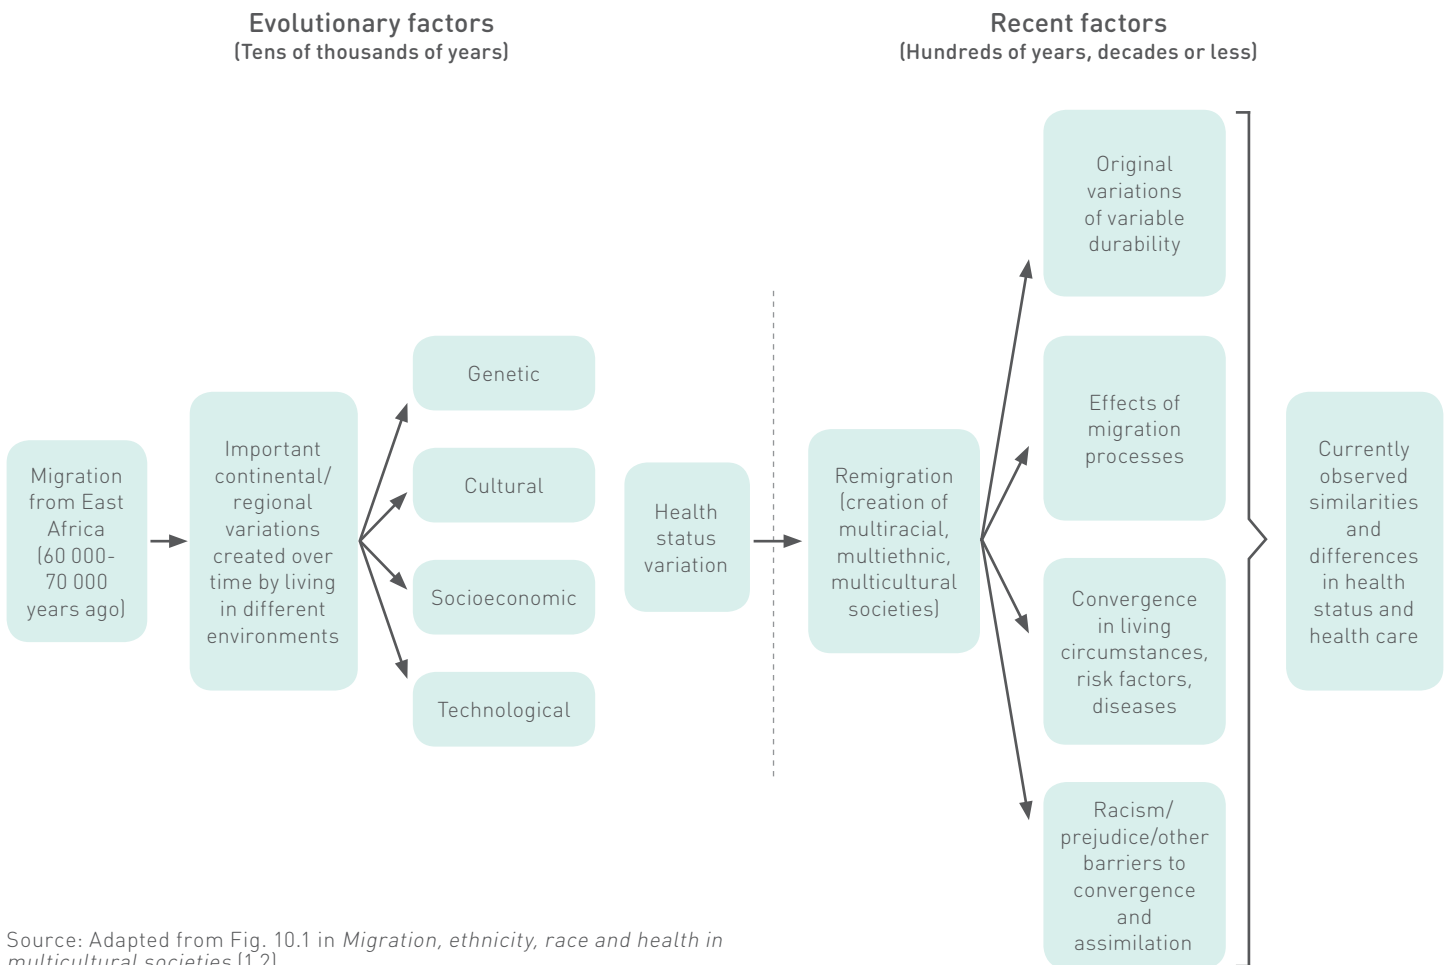 Evolutionary factors
(Tens of thousands of years)
Recent factors
(Hundreds of years, decades or less)
Migration
from East
Africa
(60 000-
70 000
years ago)
Important
continental/
regional
variations
created over
time by living
in different
environments
Genetic
Cultural
Socioeconomic
Technological
Health
status
variation
Remigration
(creation of
multiracial,
multiethnic,
multicultural
societies)
Original
variations
of variable
durability
Effects of
migration
processes
Convergence
in living
circumstances,
risk factors,
diseases
Racism/
prejudice/other
barriers to
convergence
and
assimilation
Currently
observed
similarities
and
differences
in health
status and
health care
Source: Adapted from Fig. 10.1 in Migration, ethnicity, race and health in
multicultural societies (1,2)